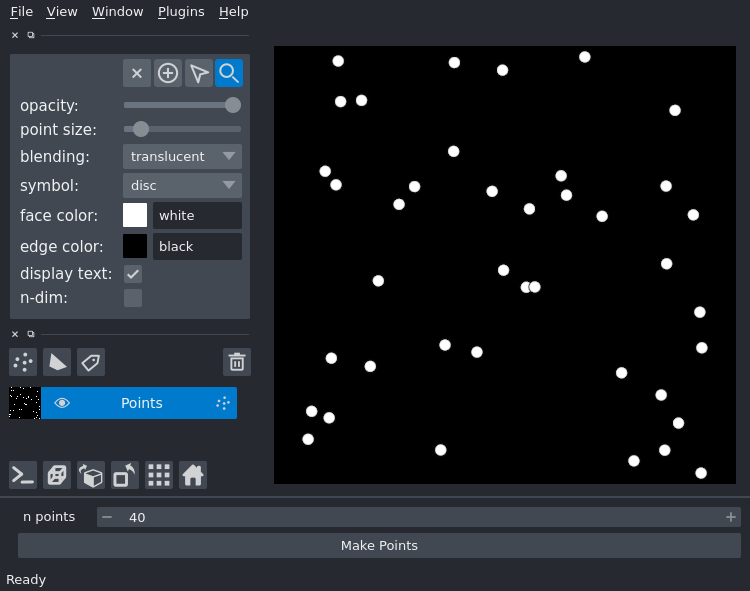 File View Window Plugins Help
opacity:
point size:
blending: translucent
symbol: disc
face color: white
edge color: black
display text:
n-dim:
Points
n points 40
Make Points
Ready